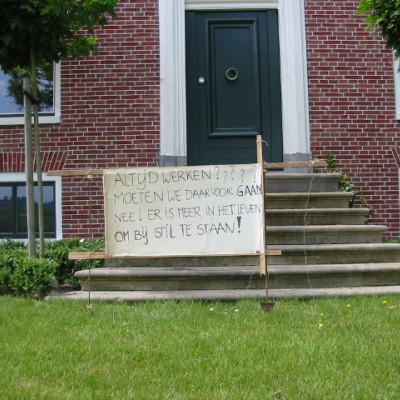 ALTIJD WERKEN????
MOETEN WE DAARVOOR GAAN
NEE! ER IS MEER IN HET LEVEN
OM BIJ STIL TE STAAN!